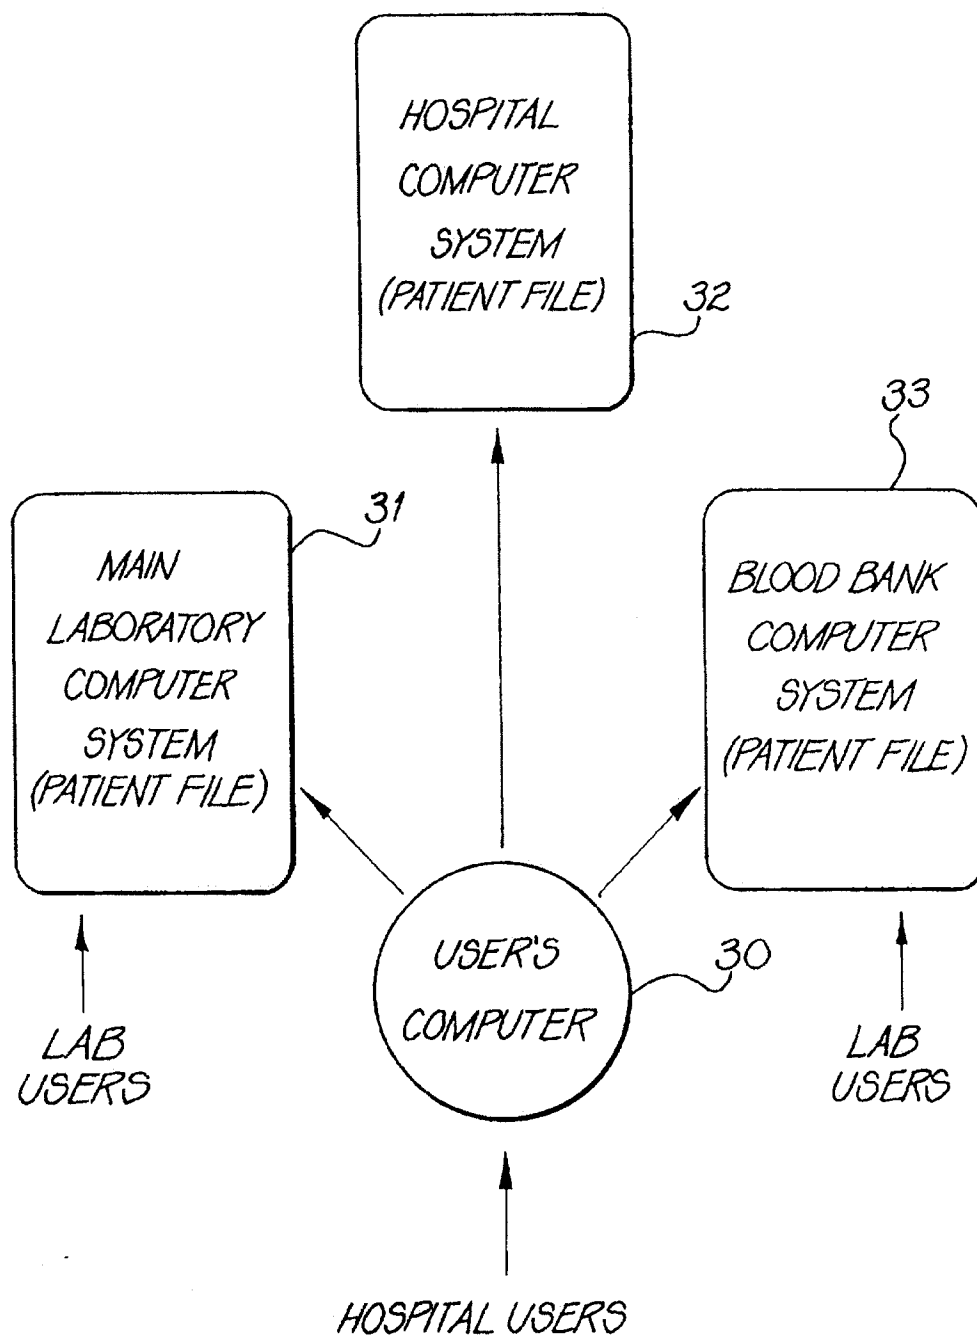 HOSPITAL
COMPUTER
SYSTEM
(PATIENT FILE)
32
33
31
MAIN
LABORATORY
COMPUTER
SYSTEM
(PATIENT FILE)
BLOOD BANK
COMPUTER
SYSTEM
(PATIENT FILE)
USER'S
COMPUTER
30
LAB
USERS
LAB
USERS
HOSPITAL USERS